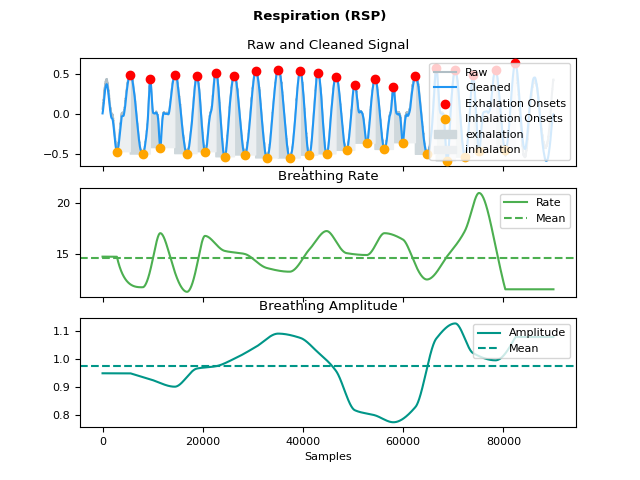 Respiration (RSP)
Raw and Cleaned Signal
0.5
0.0
−0.5
Raw
Cleaned
Exhalation Onsets
Inhalation Onsets
exhalation
inhalation
Breathing Rate
20
15
Rate
Mean
Breathing Amplitude
1.1
1.0
0.9
0.8
Amplitude
Mean
0 20000 40000 60000 80000
Samples